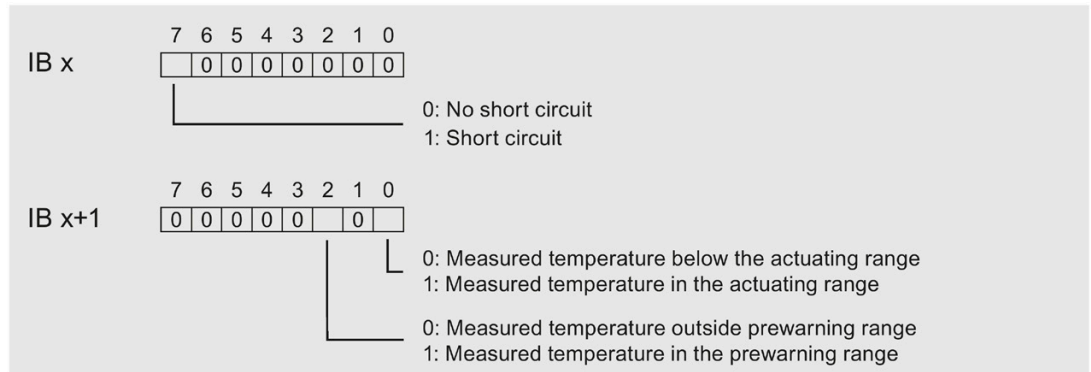 7 6 5 4 3 2 1 0
IB x 0 0 0 0 0 0 0
0: No short circuit
1: Short circuit
7 6 5 4 3 2 1 0
IB x+1 0 0 0 0 0 0
0: Measured temperature below the actuating range
1: Measured temperature in the actuating range
0: Measured temperature outside prewarning range
1: Measured temperature in the prewarning range